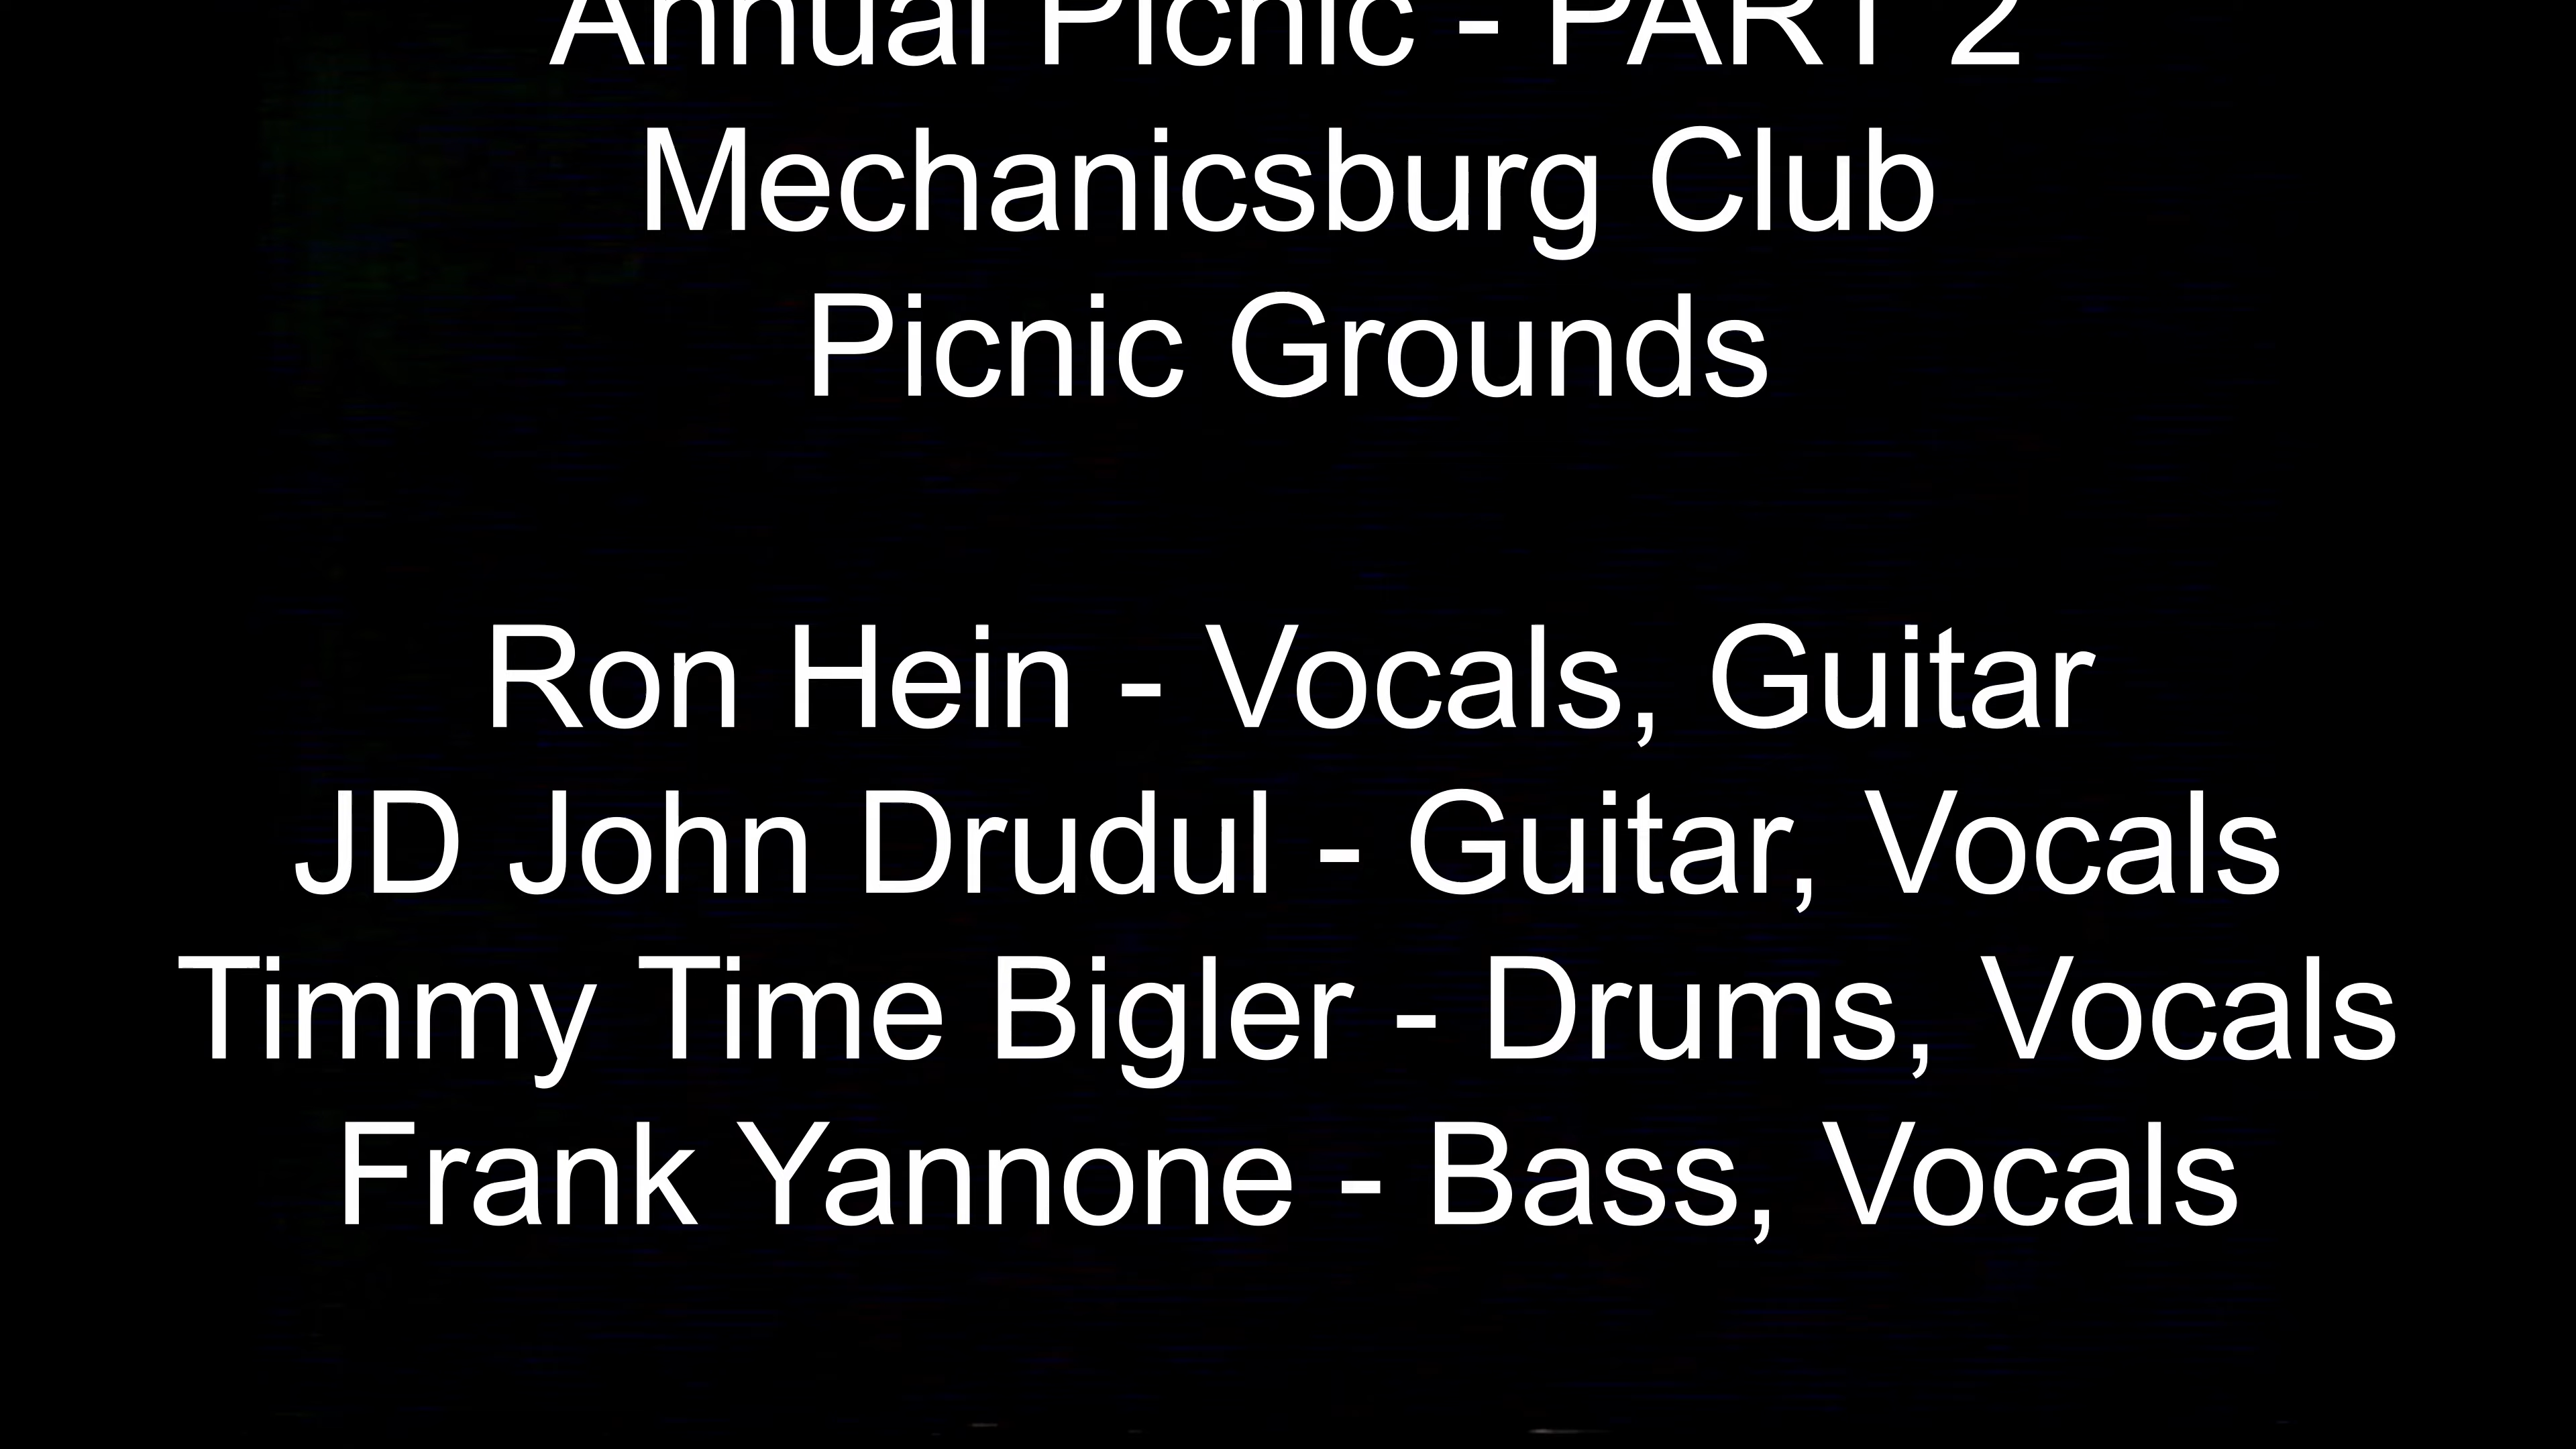 Annual Picnic - PART 2
Mechanicsburg Club
Picnic Grounds
Ron Hein - Vocals, Guitar
JD John Drudul - Guitar, Vocals
Timmy Time Bigler - Drums, Vocals
Frank Yannone - Bass, Vocals